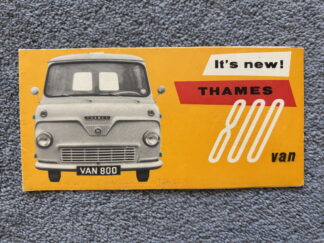 It's new!
THAMES
800
van
VAN 800